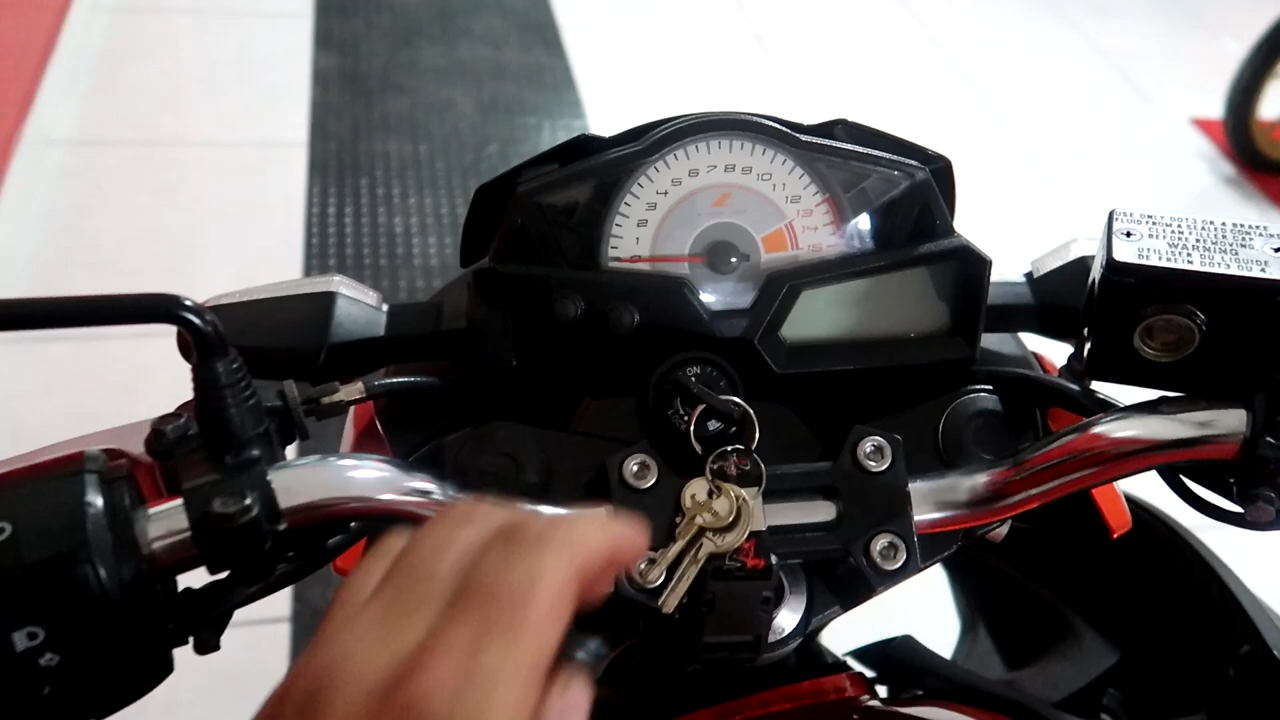 0
1
2
3
4
5
6
7
8
9
10
11
12
13
14
15
ON
USE ONLY DOT3 OR 4 BRAKE
FLUID FROM A SEALED CONTAINE
CLEAN FILLER CAP
BEFORE REMOVING.
WARNING
UTILISER DU LIQUIDE
DE FREIN DOT3 OU 4.